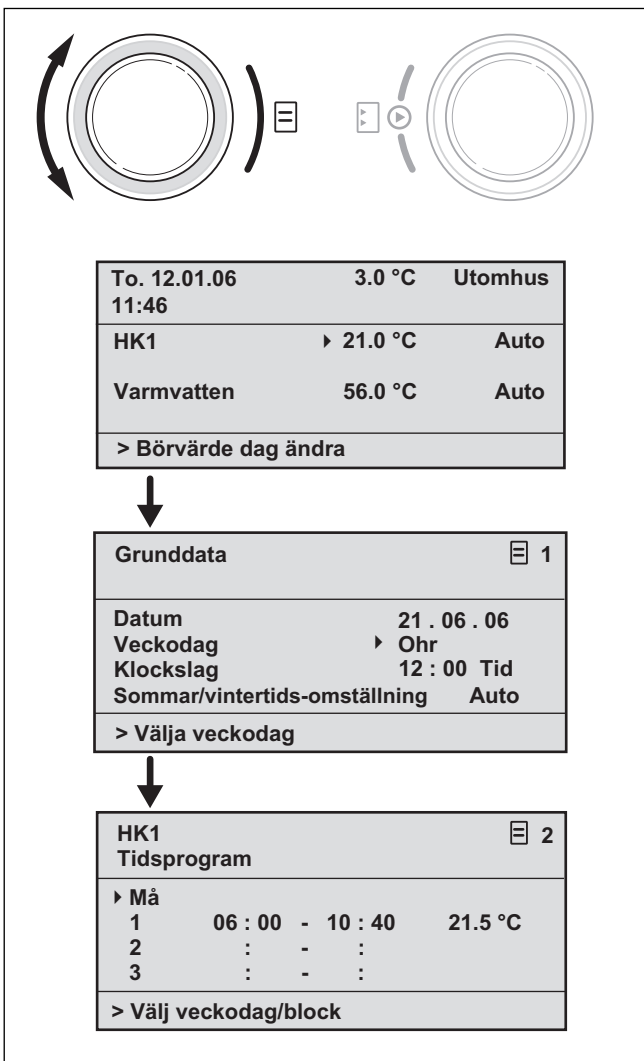 To. 12.01.06 3.0 °C Utomhus
11:46
HK1 21.0 °C Auto
Varmvatten 56.0 °C Auto
> Börvärde dag ändra
Grunddata 1
Datum 21 . 06 . 06
Veckodag Ohr
Klockslag 12 : 00 Tid
Sommar/vintertids-omställning Auto
> Välja veckodag
HK1 2
Tidsprogram
Må
1 06 : 00 - 10 : 40 21.5 °C
2 : - :
3 : - :
> Välj veckodag/block